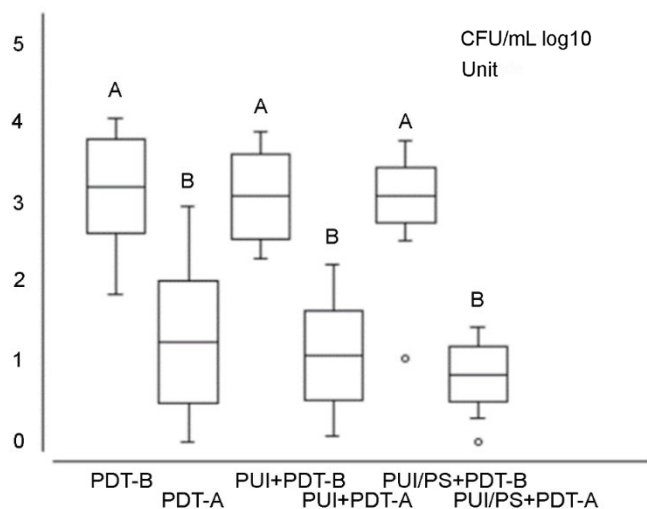 5
CFU/mL log10
Unit
A
4
A
A
B
3
B
2
B
1
0
PDT-B
PUI+PDT-B
PUI/PS+PDT-B
PDT-A
PUI+PDT-A
PUI/PS+PDT-A